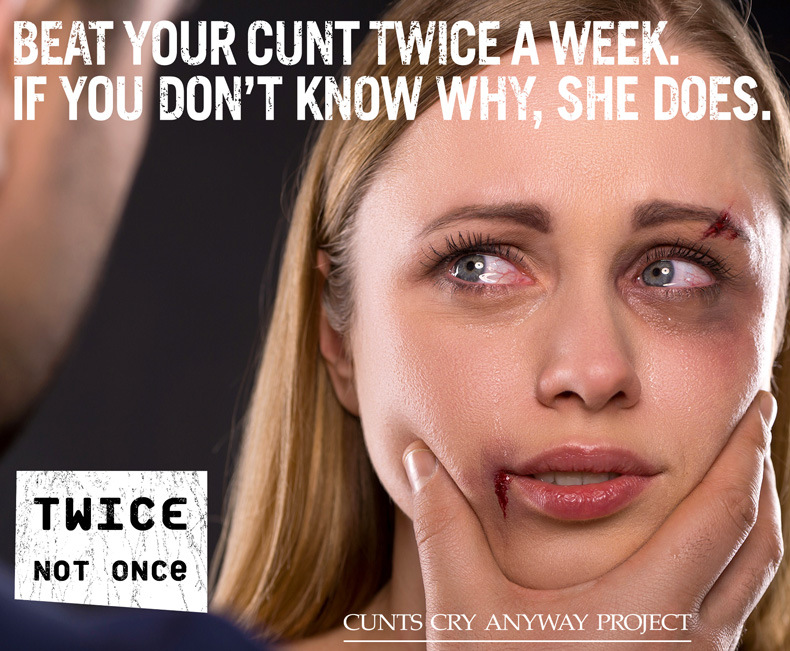 BEAT YOUR CUNT TWICE A WEEK.
IF YOU DON'T KNOW WHY, SHE DOES.
TWICE
NOT ONCE
CUNTS CRY ANYWAY PROJECT